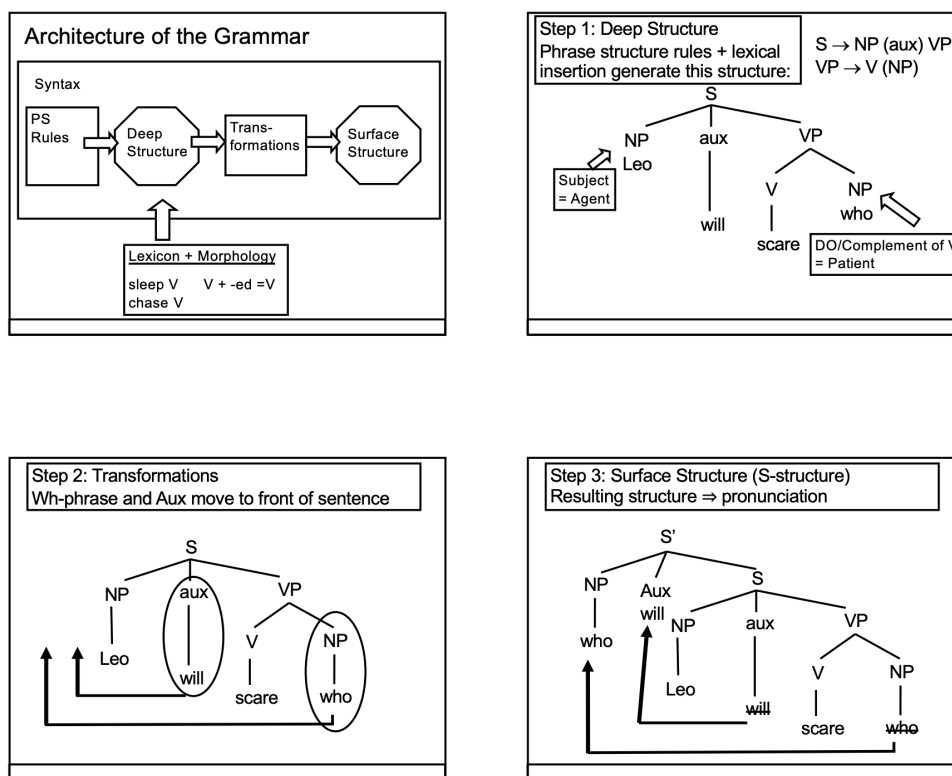 Architecture of the Grammar
Syntax
PS
Rules
Deep
Structure
Trans-
formations
Surface
Structure
Lexicon + Morphology
sleep V V + -ed =V
chase V
Step 1: Deep Structure
Phrase structure rules + lexical
insertion generate this structure:
S → NP (aux) VP
VP → V (NP)
S
NP aux VP
Leo
Subject
= Agent
V NP
will who
scare
DO/Complement of V
= Patient
Step 2: Transformations
Wh-phrase and Aux move to front of sentence
S
NP aux VP
V NP
Leo
will scare who
Step 3: Surface Structure (S-structure)
Resulting structure ⇒ pronunciation
S'
NP Aux S
will
who NP aux VP
V NP
Leo
will scare who